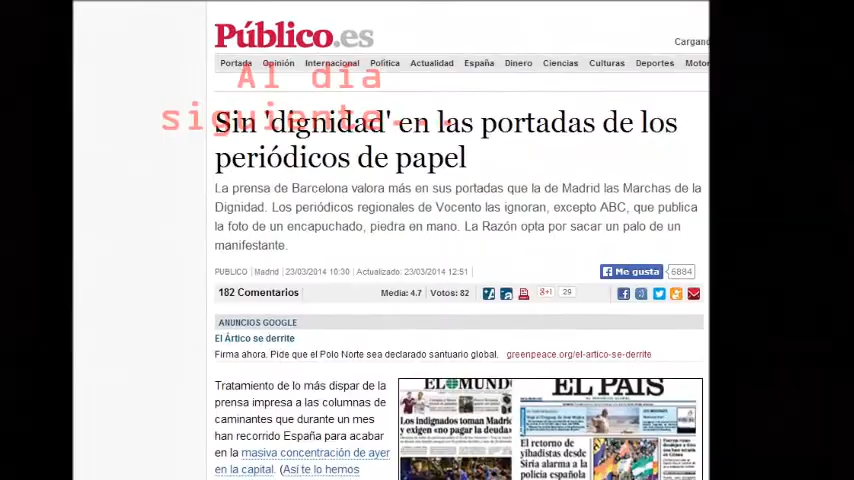 Público.es
Cargand
Portada Opinión Internacional Política Actualidad España Dinero Ciencias Culturas Deportes Motor
Al día
siguiente...
Sin 'dignidad' en las portadas de los
periódicos de papel
La prensa de Barcelona valora más en sus portadas que la de Madrid las Marchas de la
Dignidad. Los periódicos regionales de Vocento las ignoran, excepto ABC, que publica
la foto de un encapuchado, piedra en mano. La Razón opta por sacar un palo de un
manifestante.
PUBLICO | Madrid | 23/03/2014 10:30 | Actualizado: 23/03/2014 12:51 |
Me gusta 6884
182 Comentarios
Media: 4.7 Votos: 82
g+1 29
ANUNCIOS GOOGLE
El Ártico se derrite
Firma ahora. Pide que el Polo Norte sea declarado santuario global. greenpeace.org/el-artico-se-derrite
Tratamiento de lo más dispar de la
prensa impresa a las columnas de
caminantes que durante un mes
han recorrido España para acabar
en la masiva concentración de ayer
en la capital. (Así te lo hemos
EL MUNDO
Los indignados toman Madrid
y exigen «no pagar la deuda»
EL PAÍS
El retorno de
yihadistas desde
Siria alarma a la
policía española